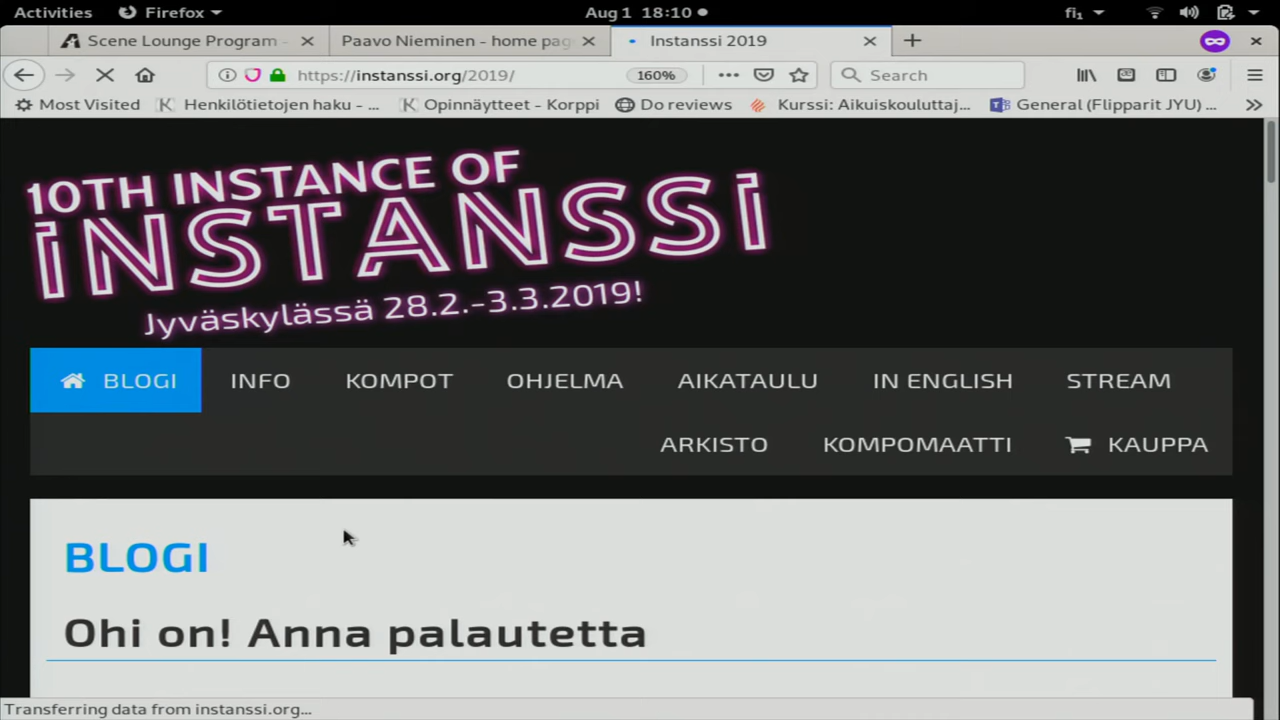 Activities Firefox Aug 1 18:10 fi₁
Scene Lounge Program - Paavo Nieminen - home pag Instanssi 2019
https://instanssi.org/2019/ 160% Search
Most Visited Henkilötietojen haku - ... Opinnäytteet - Korppi Do reviews Kurssi: Aikuiskouluttaj... General (Flipparit JYU) ...
10TH INSTANCE OF
iNSTANSSi
Jyväskylässä 28.2.-3.3.2019!
BLOGI INFO KOMPOT OHJELMA AIKATAULU IN ENGLISH STREAM
ARKISTO KOMPOMAATTI KAUPPA
BLOGI
Ohi on! Anna palautetta
Transferring data from instanssi.org...